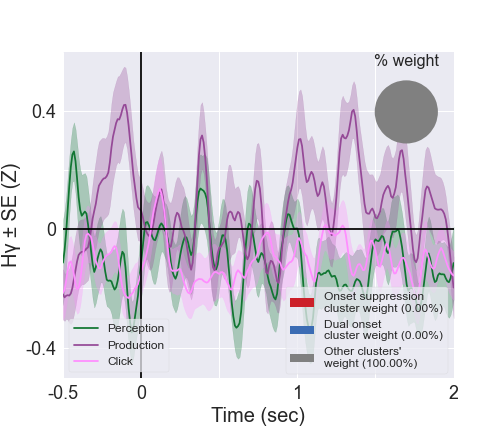 % weight
Hγ ± SE (Z)
0.4
0
-0.4
Perception
Production
Click
Onset suppression
cluster weight (0.00%)
Dual onset
cluster weight (0.00%)
Other clusters'
weight (100.00%)
-0.5
0
1
2
Time (sec)